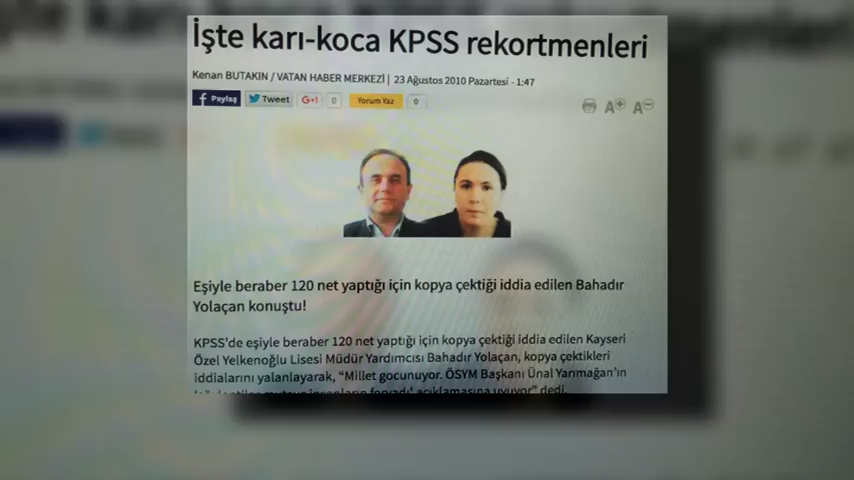 İşte karı-koca KPSS rekortmenleri
Kenan BUTAKIN / VATAN HABER MERKEZİ | 23 Ağustos 2010 Pazartesi - 1:47
f Paylaş Tweet G+1 0 Yorum Yaz 0 A+ A-
Eşiyle beraber 120 net yaptığı için kopya çektiği iddia edilen Bahadır
Yolaçan konuştu!
KPSS'de eşiyle beraber 120 net yaptığı için kopya çektiği iddia edilen Kayseri
Özel Yelkenoğlu Lisesi Müdür Yardımcısı Bahadır Yolaçan, kopya çektikleri
iddialarını yalanlayarak, “Millet gocunuyor. ÖSYM Başkanı Ünal Yarımağan'ın
açıklamasına uyuyor” dedi.